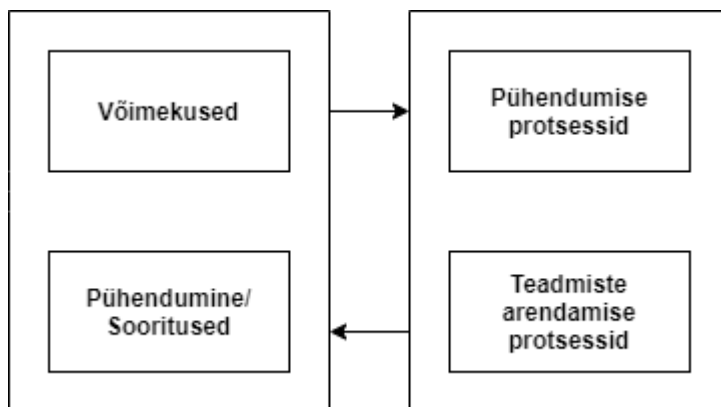 Võimekused
Pühendumise
protsessid
Pühendumine/
Sooritused
Teadmiste
arendamise
protsessid